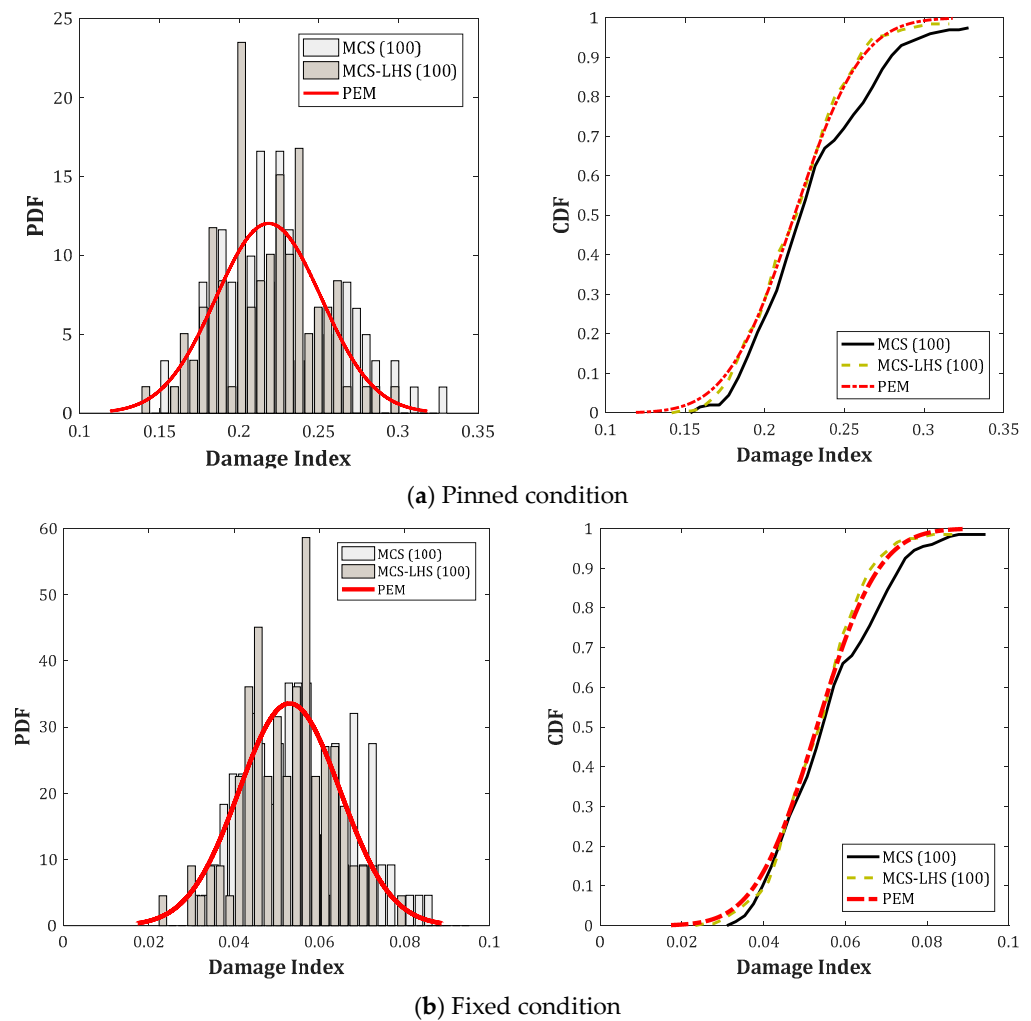 25
20
15
10
5
0
PDF
MCS (100)
MCS-LHS (100)
PEM
0.1
0.15
0.2
0.25
0.3
0.35
Damage Index
1
0.9
0.8
0.7
0.6
0.5
0.4
0.3
0.2
0.1
0
CDF
MCS (100)
MCS-LHS (100)
PEM
0.1
0.15
0.2
0.25
0.3
0.35
Damage Index
(a) Pinned condition
60
50
40
30
20
10
0
PDF
MCS (100)
MCS-LHS (100)
PEM
0
0.02
0.04
0.06
0.08
0.1
Damage Index
1
0.9
0.8
0.7
0.6
0.5
0.4
0.3
0.2
0.1
0
CDF
MCS (100)
MCS-LHS (100)
PEM
0
0.02
0.04
0.06
0.08
0.1
Damage Index
(b) Fixed condition